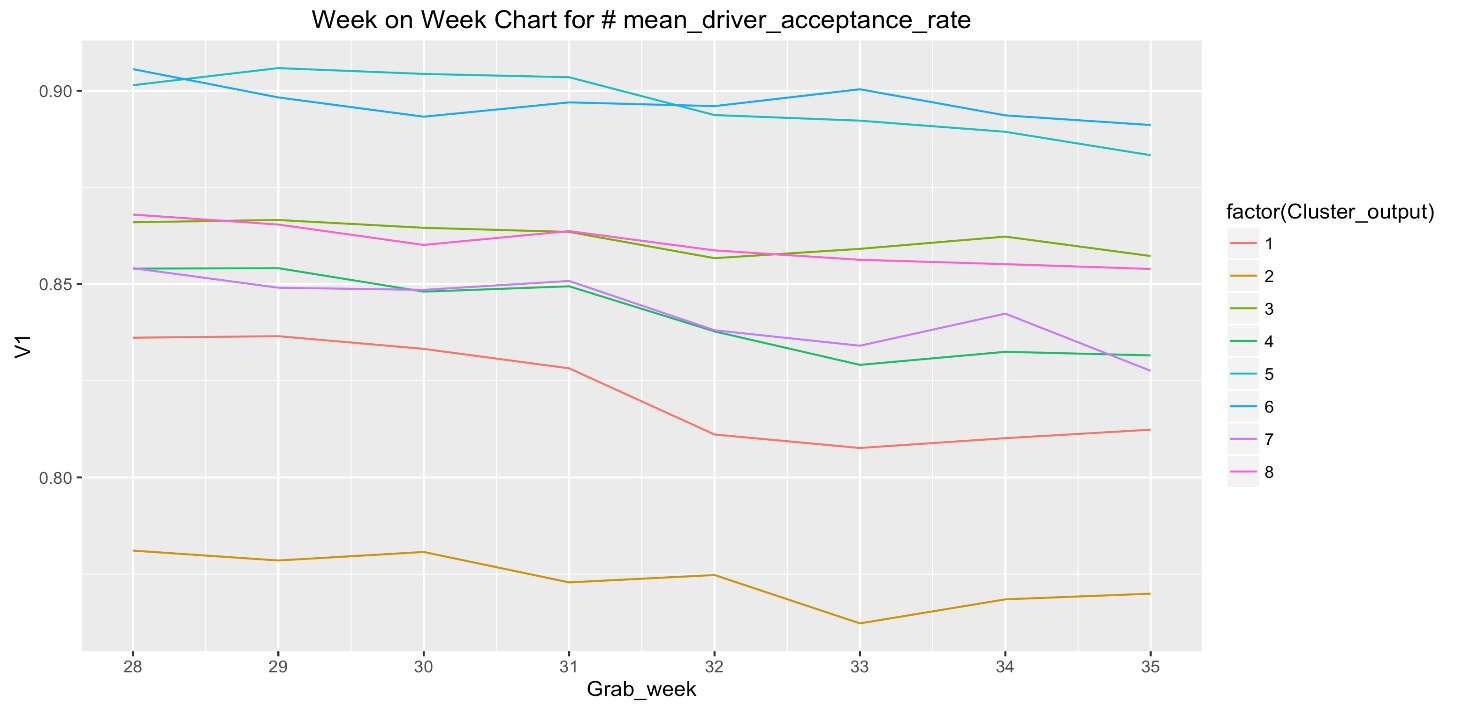 Week on Week Chart for # mean_driver_acceptance_rate
0.90
0.85
0.80
V1
28 29 30 31 32 33 34 35
Grab_week
factor(Cluster_output)
1
2
3
4
5
6
7
8